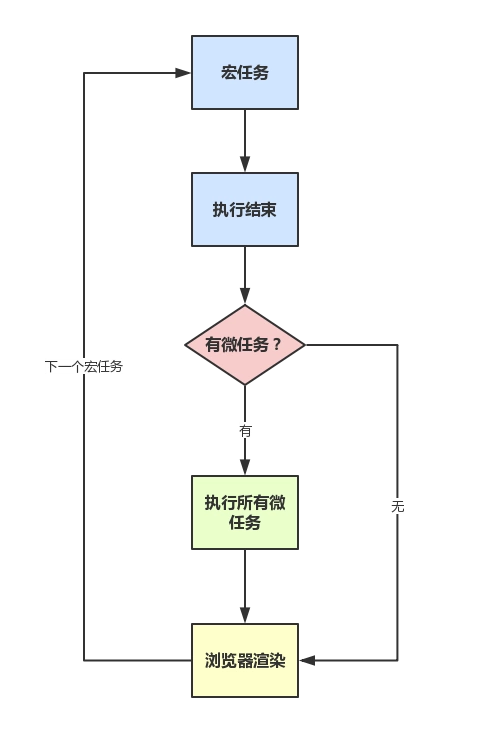 宏任务
执行结束
有微任务？
下一个宏任务
有
执行所有微
任务
无
浏览器渲染